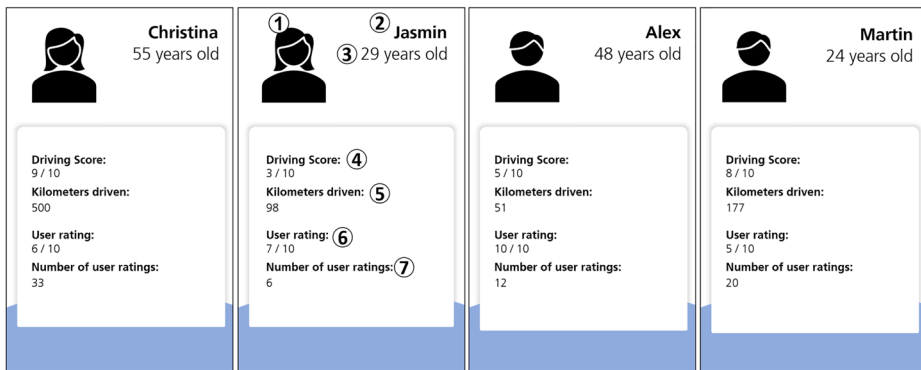 Christina
55 years old
Driving Score:
9 / 10
Kilometers driven:
500
User rating:
6 / 10
Number of user ratings:
33
① ② Jasmin
③ 29 years old
Driving Score: ④
3 / 10
Kilometers driven: ⑤
98
User rating: ⑥
7 / 10
Number of user ratings: ⑦
6
Alex
48 years old
Driving Score:
5 / 10
Kilometers driven:
51
User rating:
10 / 10
Number of user ratings:
12
Martin
24 years old
Driving Score:
8 / 10
Kilometers driven:
177
User rating:
5 / 10
Number of user ratings:
20